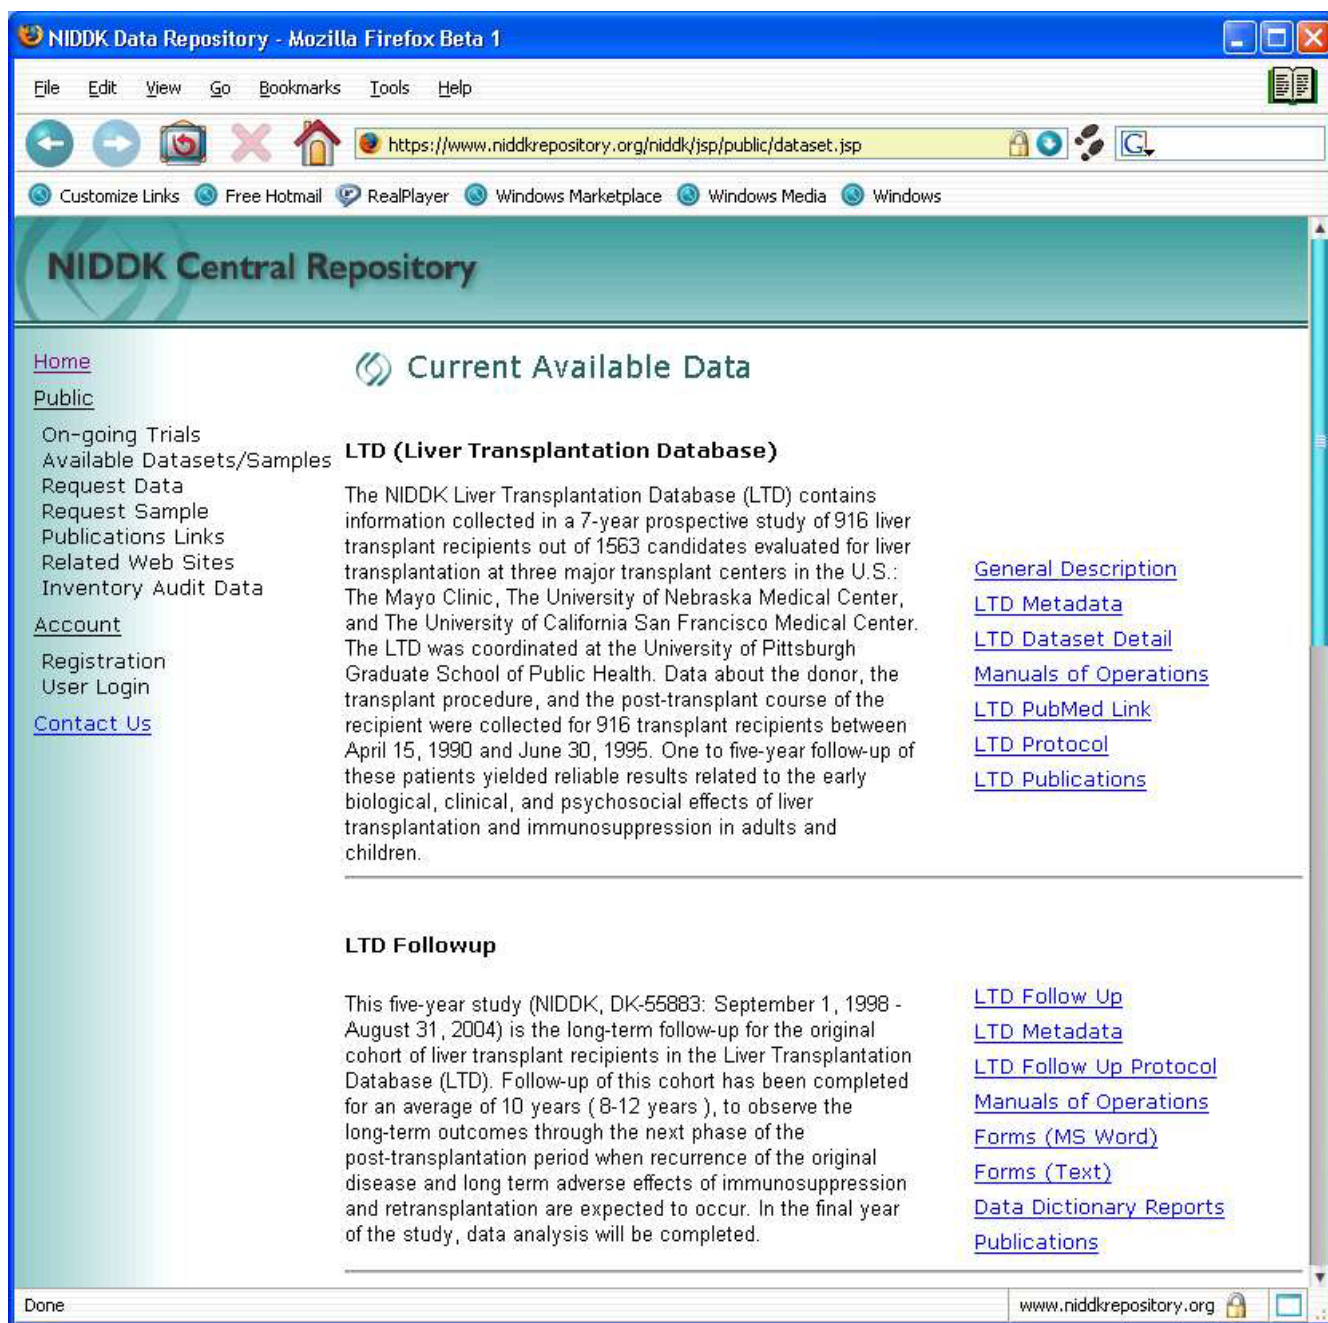 NIDDK Data Repository - Mozilla Firefox Beta 1
File Edit View Go Bookmarks Tools Help
https://www.niddkrepository.org/niddk/jsp/public/dataset.jsp
G
Customize Links Free Hotmail RealPlayer Windows Marketplace Windows Media Windows
NIDDK Central Repository
Home
Public
On-going Trials
Available Datasets/Samples
Request Data
Request Sample
Publications Links
Related Web Sites
Inventory Audit Data
Account
Registration
User Login
Contact Us
Current Available Data
LTD (Liver Transplantation Database)
The NIDDK Liver Transplantation Database (LTD) contains
information collected in a 7-year prospective study of 916 liver
transplant recipients out of 1563 candidates evaluated for liver
transplantation at three major transplant centers in the U.S.:
The Mayo Clinic, The University of Nebraska Medical Center,
and The University of California San Francisco Medical Center.
The LTD was coordinated at the University of Pittsburgh
Graduate School of Public Health. Data about the donor, the
transplant procedure, and the post-transplant course of the
recipient were collected for 916 transplant recipients between
April 15, 1990 and June 30, 1995. One to five-year follow-up of
these patients yielded reliable results related to the early
biological, clinical, and psychosocial effects of liver
transplantation and immunosuppression in adults and
children.
General Description
LTD Metadata
LTD Dataset Detail
Manuals of Operations
LTD PubMed Link
LTD Protocol
LTD Publications
LTD Followup
This five-year study (NIDDK, DK-55883: September 1, 1998 -
August 31, 2004) is the long-term follow-up for the original
cohort of liver transplant recipients in the Liver Transplantation
Database (LTD). Follow-up of this cohort has been completed
for an average of 10 years ( 8-12 years ), to observe the
long-term outcomes through the next phase of the
post-transplantation period when recurrence of the original
disease and long term adverse effects of immunosuppression
and retransplantation are expected to occur. In the final year
of the study, data analysis will be completed.
LTD Follow Up
LTD Metadata
LTD Follow Up Protocol
Manuals of Operations
Forms (MS Word)
Forms (Text)
Data Dictionary Reports
Publications
Done
www.niddkrepository.org